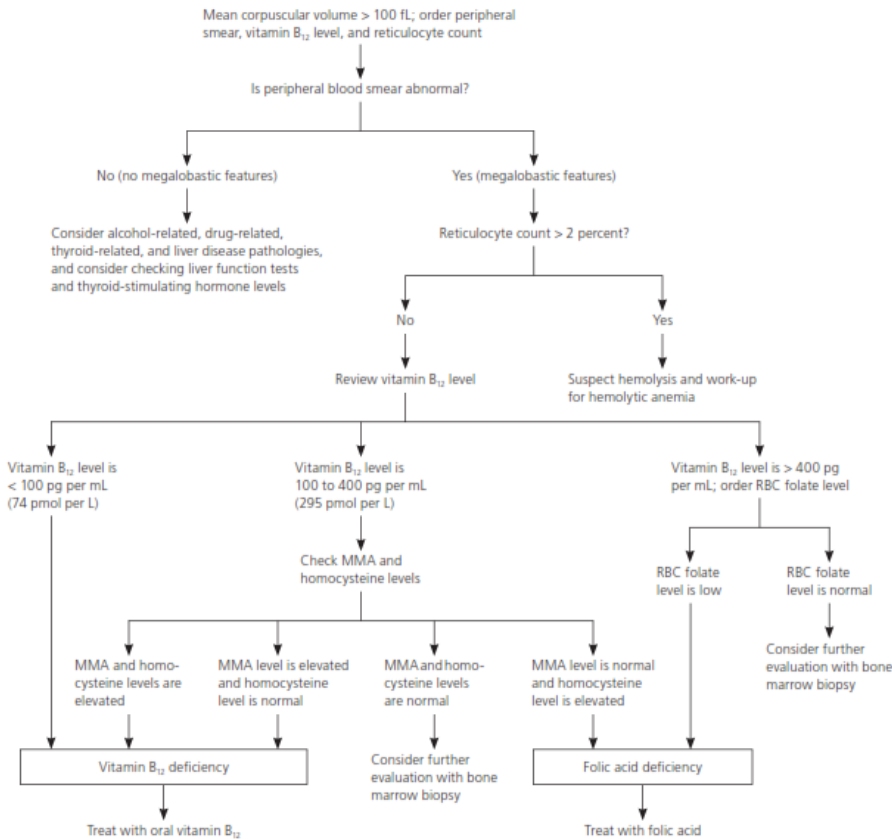 Mean corpuscular volume > 100 fL; order peripheral
smear, vitamin B₁₂ level, and reticulocyte count
Is peripheral blood smear abnormal?
No (no megalobastic features)
Yes (megaloblastic features)
Consider alcohol-related, drug-related,
thyroid-related, and liver disease pathologies,
and consider checking liver function tests
and thyroid-stimulating hormone levels
Reticulocyte count > 2 percent?
No
Yes
Review vitamin B₁₂ level
Suspect hemolysis and work-up
for hemolytic anemia
Vitamin B₁₂ level is
< 100 pg per mL
(74 pmol per L)
Vitamin B₁₂ level is
100 to 400 pg per mL
(295 pmol per L)
Vitamin B₁₂ level is > 400 pg
per mL; order RBC folate level
Check MMA and
homocysteine levels
RBC folate
level is low
RBC folate
level is normal
Consider further
evaluation with bone
marrow biopsy
MMA and homo-
cysteine levels are
elevated
MMA level is elevated
and homocysteine
level is normal
MMA and homo-
cysteine levels
are normal
MMA level is normal
and homocysteine
level is elevated
Vitamin B₁₂ deficiency
Consider further
evaluation with bone
marrow biopsy
Folic acid deficiency
Treat with oral vitamin B₁₂
Treat with folic acid